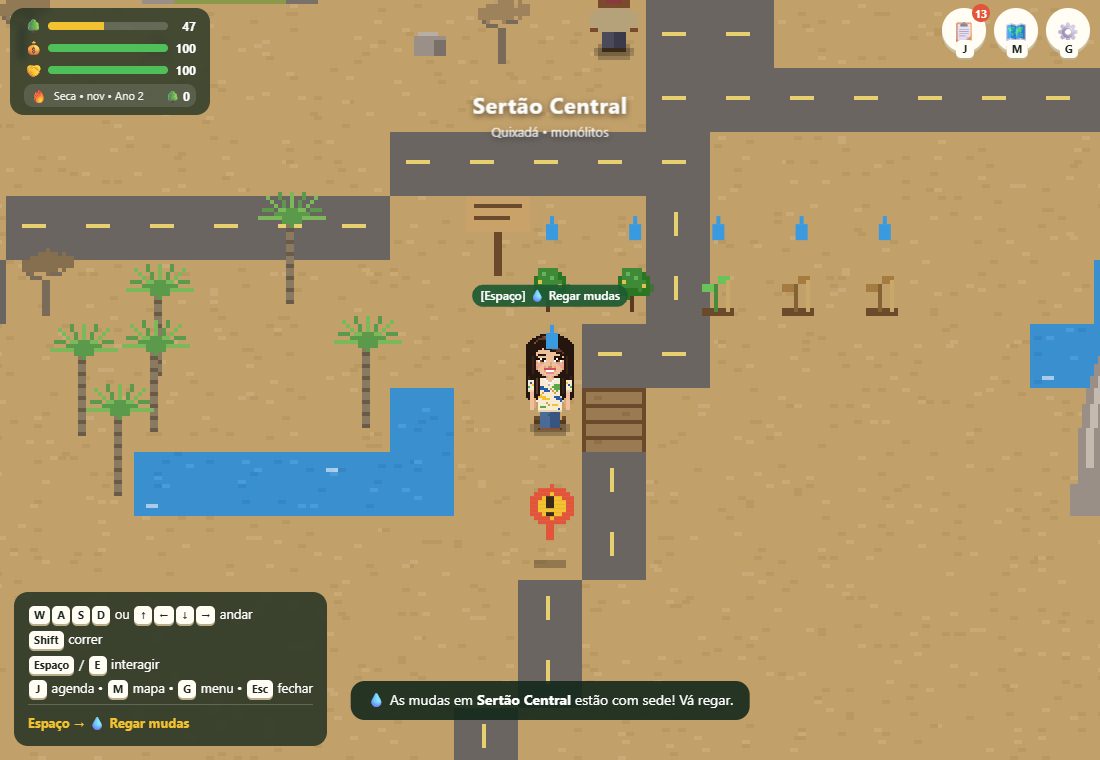 47
100
100
Seca • nov • Ano 2 0
13
J
M
G
Sertão Central
Quixadá • monólitos
[Espaço] Regar mudas
W A S D ou ↑ ← ↓ → andar
Shift correr
Espaço / E interagir
J agenda • M mapa • G menu • Esc fechar
Espaço → Regar mudas
As mudas em Sertão Central estão com sede! Vá regar.